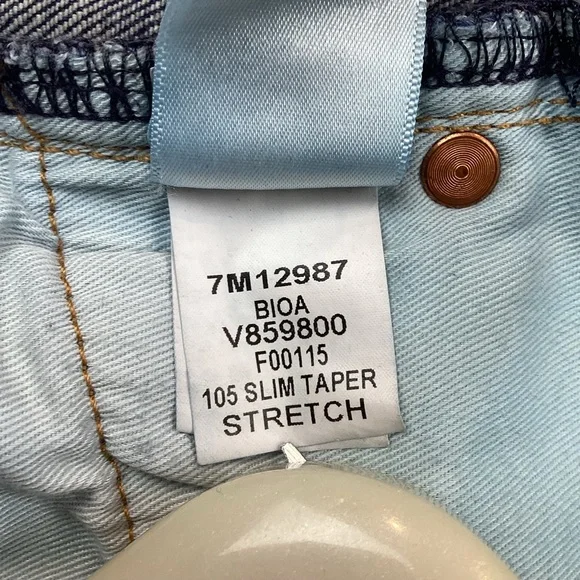 7M12987
BIOA
V859800
F00115
105 SLIM TAPER
STRETCH